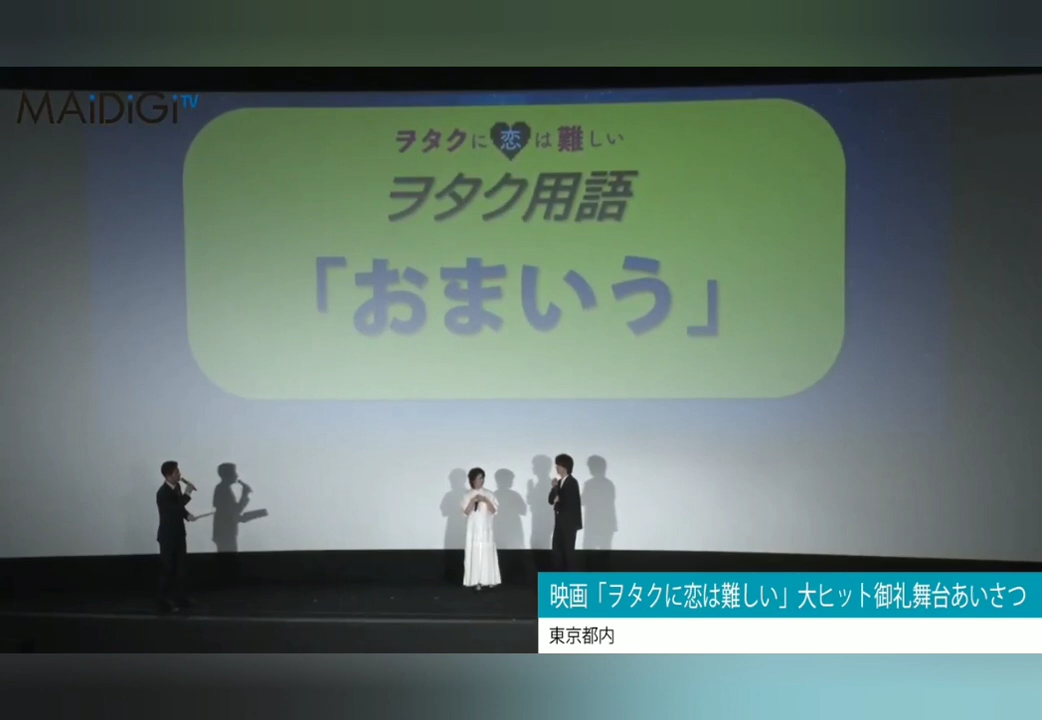 MAiDiGiTV
ヲタクに恋は難しい
ヲタク用語
「おまいう」
映画「ヲタクに恋は難しい」大ヒット御礼舞台あいさつ
東京都内